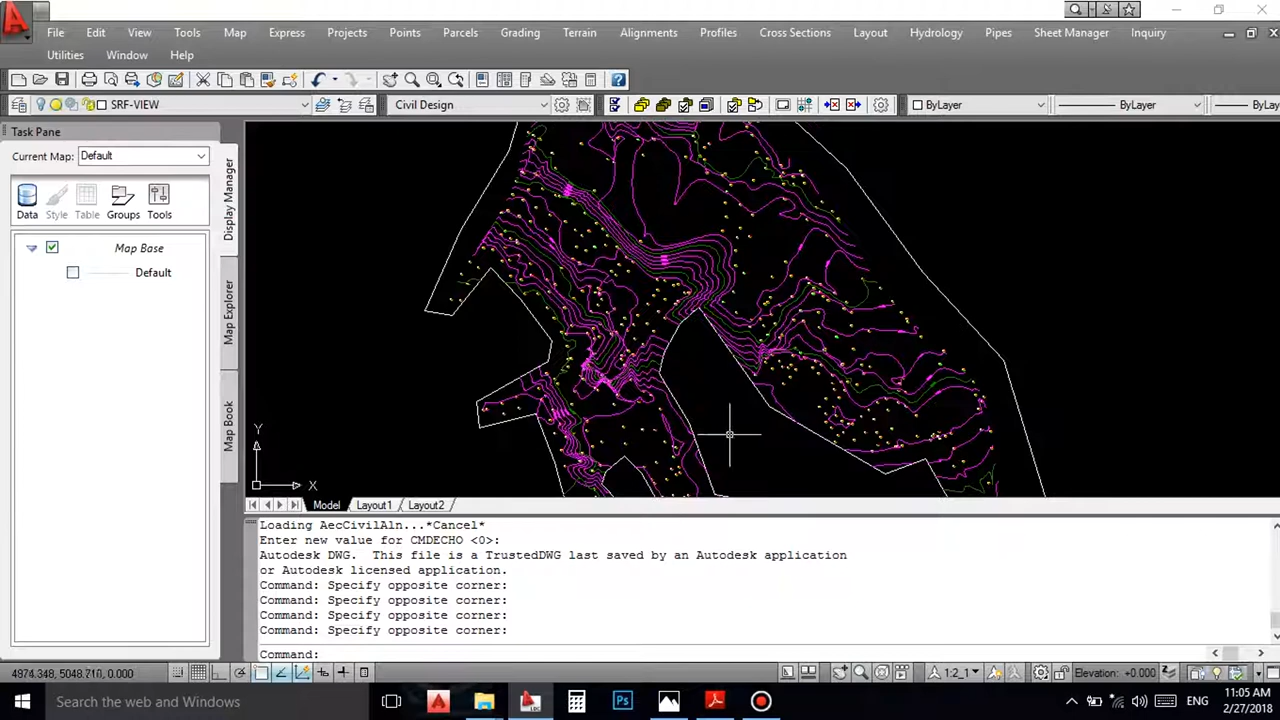 File Edit View Tools Map Express Projects Points Parcels Grading Terrain Alignments Profiles Cross Sections Layout Hydrology Pipes Sheet Manager Inquiry
Utilities Window Help
SRF-VIEW Civil Design ByLayer ByLayer ByLay
Task Pane
Current Map: Default
Data Style Table Groups Tools
Display Manager
Map Explorer
Map Book
Map Base
Default
Y
X
Model Layout1 Layout2
Loading AecCivilAln...*Cancel*
Enter new value for CMDECHO <0>:
Autodesk DWG. This file is a TrustedDWG last saved by an Autodesk application
or Autodesk licensed application.
Command: Specify opposite corner:
Command: Specify opposite corner:
Command: Specify opposite corner:
Command: Specify opposite corner:
Command:
4974.348, 5048.710, 0.000 1:2_1 Elevation: +0.000
Search the web and Windows Ps ENG 11:05 AM
2/27/2018